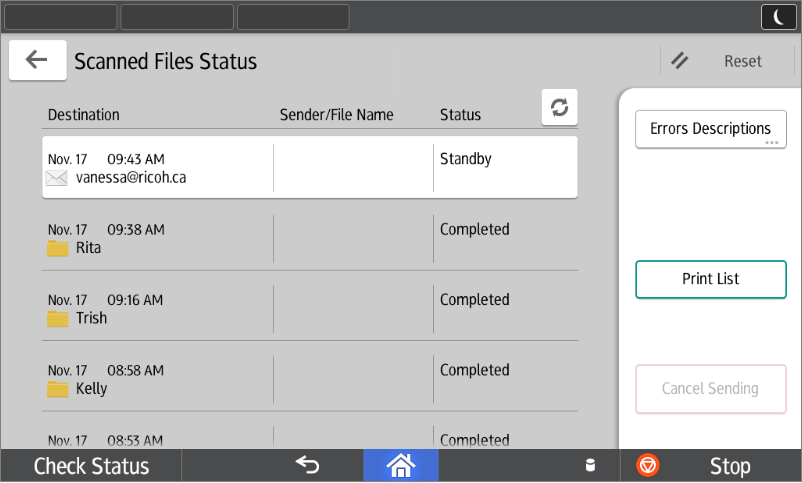 Scanned Files Status
Reset
Destination Sender/File Name Status
Errors Descriptions
Nov. 17 09:43 AM Standby
vanessa@ricoh.ca
Nov. 17 09:38 AM Completed
Rita
Print List
Nov. 17 09:16 AM Completed
Trish
Nov. 17 08:58 AM Completed
Kelly
Cancel Sending
Nov. 17 08:53 AM Completed
Check Status Stop